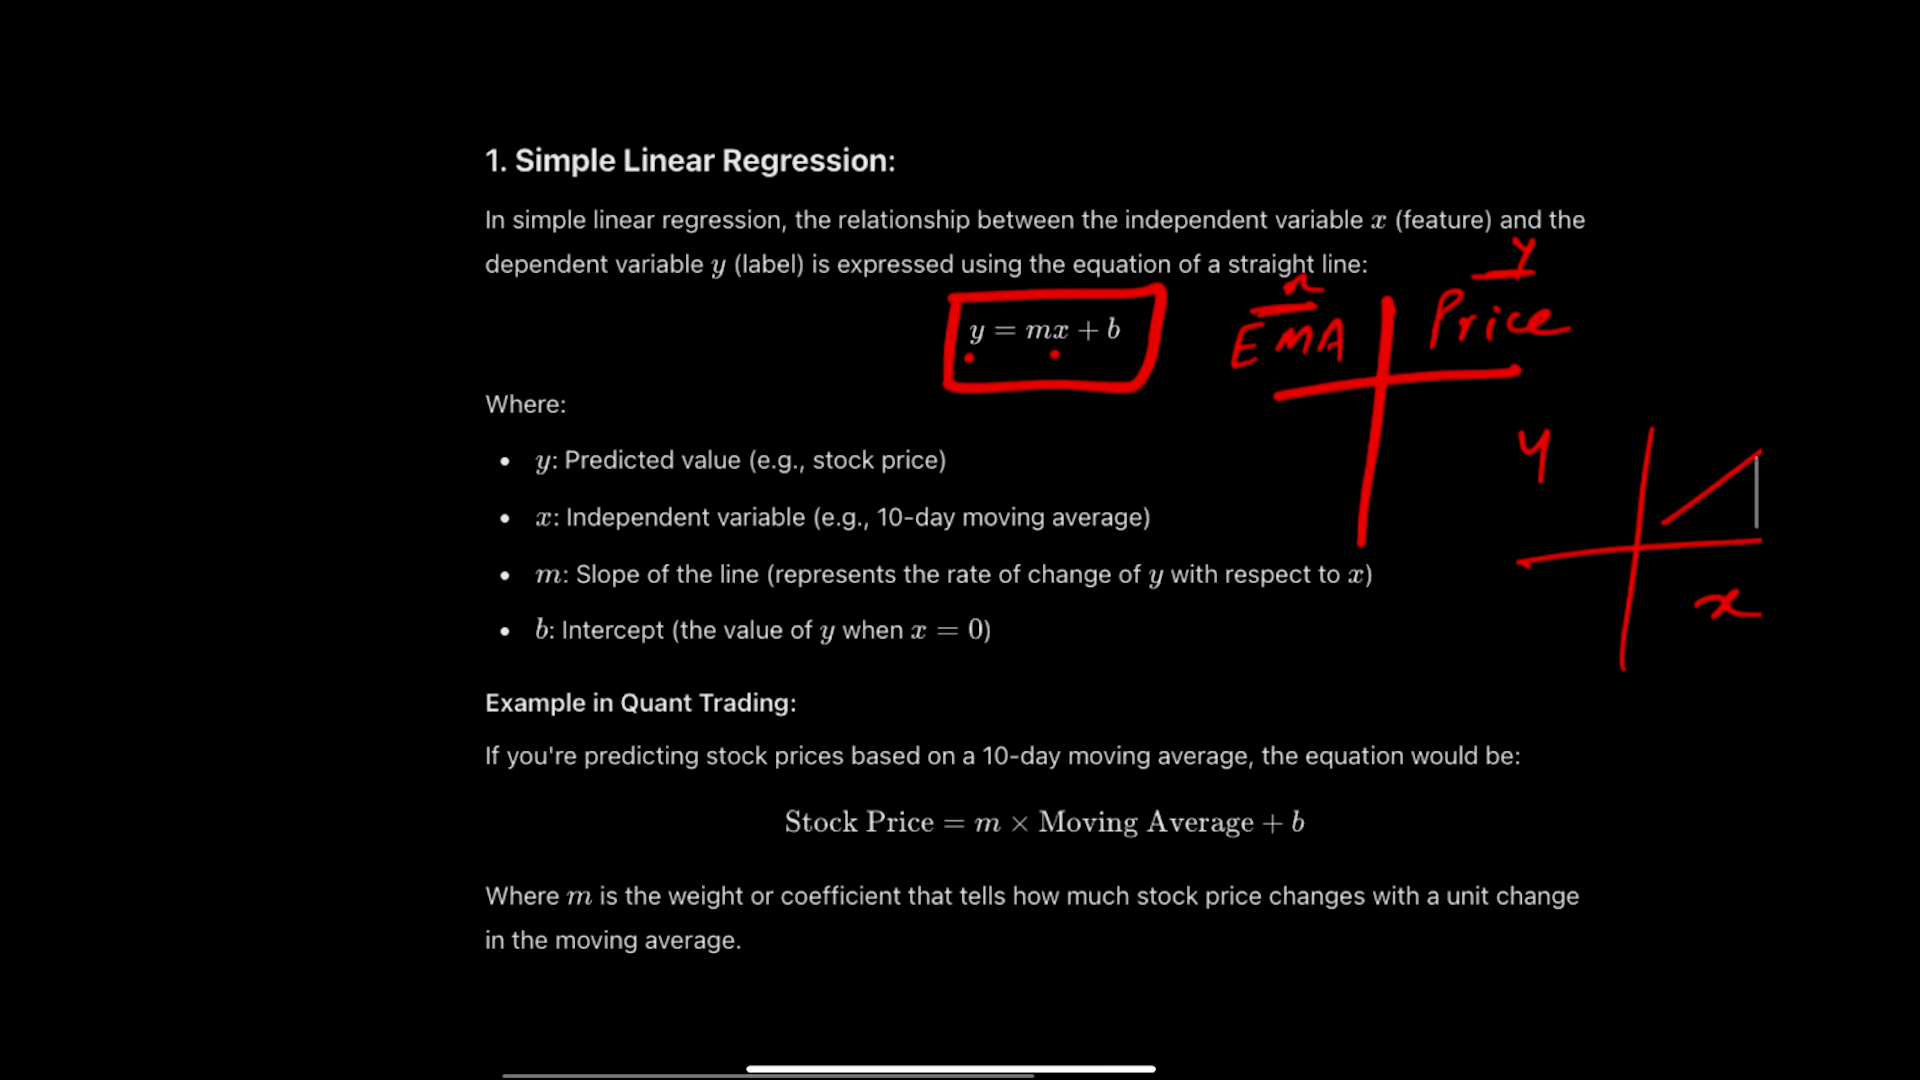 1. Simple Linear Regression:
In simple linear regression, the relationship between the independent variable x (feature) and the
dependent variable y (label) is expressed using the equation of a straight line:
y = mx + b
x
y
EMA
Price
Where:
• y: Predicted value (e.g., stock price)
• x: Independent variable (e.g., 10-day moving average)
• m: Slope of the line (represents the rate of change of y with respect to x)
• b: Intercept (the value of y when x = 0)
y
x
Example in Quant Trading:
If you're predicting stock prices based on a 10-day moving average, the equation would be:
Stock Price = m × Moving Average + b
Where m is the weight or coefficient that tells how much stock price changes with a unit change
in the moving average.